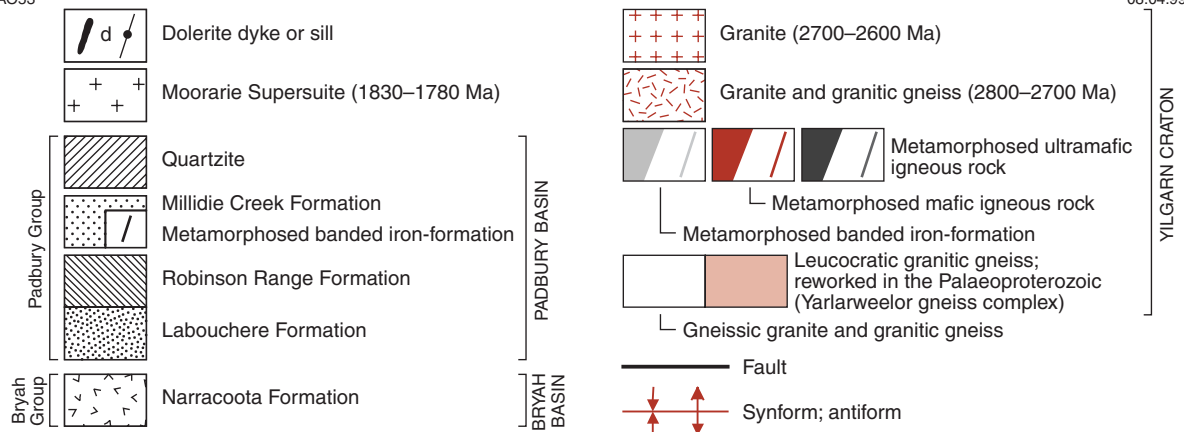 d
Dolerite dyke or sill
Moorarie Supersuite (1830–1780 Ma)
Padbury Group
Quartzite
Millidie Creek Formation
Metamorphosed banded iron-formation
Robinson Range Formation
Labouchere Formation
PADBURY BASIN
Bryah
Group
Narracoota Formation
BRYAH
BASIN
Granite (2700–2600 Ma)
Granite and granitic gneiss (2800–2700 Ma)
Metamorphosed ultramafic
igneous rock
Metamorphosed mafic igneous rock
Metamorphosed banded iron-formation
Leucocratic granitic gneiss;
reworked in the Palaeoproterozoic
(Yarlarweelor gneiss complex)
Gneissic granite and granitic gneiss
YILGARN CRATON
Fault
Synform; antiform